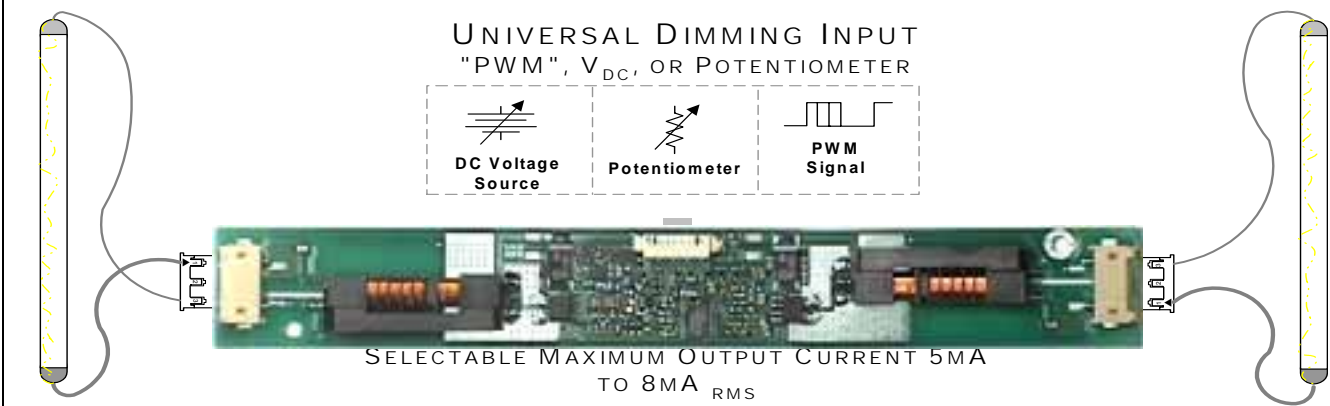 UNIVERSAL DIMMING INPUT
"PWM", VDC, OR POTENTIOMETER
DC Voltage
Source
Potentiometer
PWM
Signal
SELECTABLE MAXIMUM OUTPUT CURRENT 5MA
TO 8MA RMS